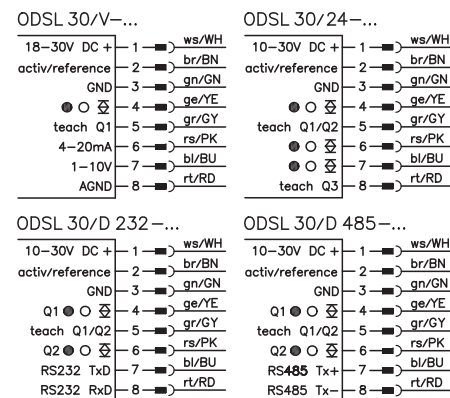 ODSL 30/V-...
18-30V DC + 1 ws/WH
activ/reference 2 br/BN
GND 3 gn/GN
4 ge/YE
teach Q1 5 gr/GY
4-20mA 6 rs/PK
1-10V 7 bl/BU
AGND 8 rt/RD
ODSL 30/24-...
10-30V DC + 1 ws/WH
activ/reference 2 br/BN
GND 3 gn/GN
4 ge/YE
teach Q1/Q2 5 gr/GY
6 rs/PK
7 bl/BU
teach Q3 8 rt/RD
ODSL 30/D 232-...
10-30V DC + 1 ws/WH
activ/reference 2 br/BN
GND 3 gn/GN
Q1 4 ge/YE
teach Q1/Q2 5 gr/GY
Q2 6 rs/PK
RS232 TxD 7 bl/BU
RS232 RxD 8 rt/RD
ODSL 30/D 485-...
10-30V DC + 1 ws/WH
activ/reference 2 br/BN
GND 3 gn/GN
Q1 4 ge/YE
teach Q1/Q2 5 gr/GY
Q2 6 rs/PK
RS485 Tx+ 7 bl/BU
RS485 Tx- 8 rt/RD